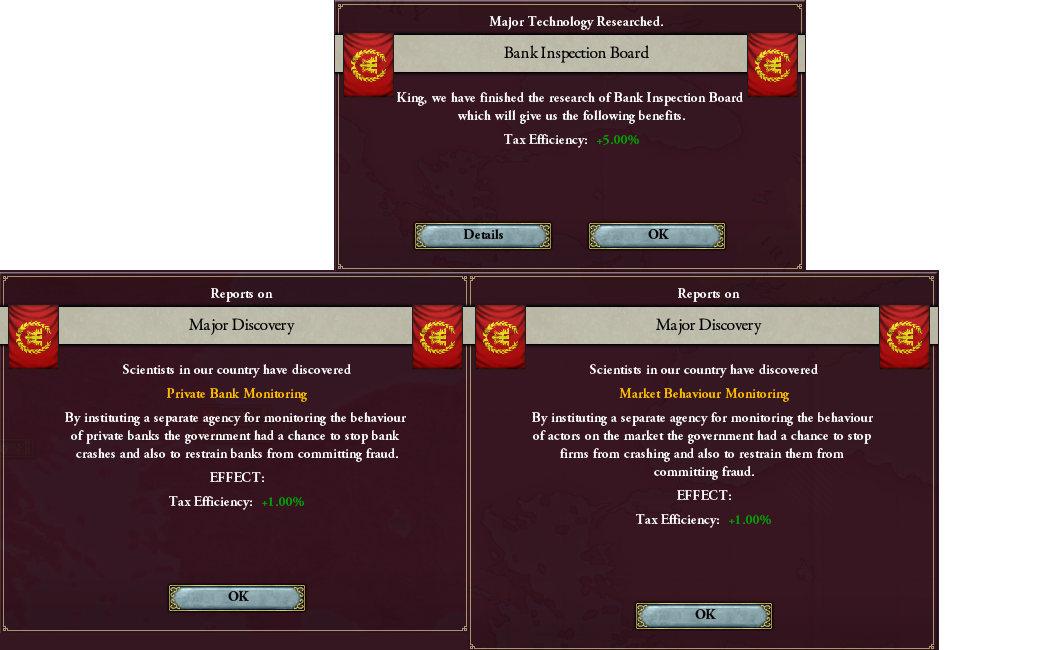 Major Technology Researched.
Bank Inspection Board
King, we have finished the research of Bank Inspection Board
which will give us the following benefits.
Tax Efficiency: +5.00%
Details
OK
Reports on
Major Discovery
Scientists in our country have discovered
Private Bank Monitoring
By instituting a separate agency for monitoring the behaviour
of private banks the government had a chance to stop bank
crashes and also to restrain banks from committing fraud.
EFFECT:
Tax Efficiency: +1.00%
OK
Reports on
Major Discovery
Scientists in our country have discovered
Market Behaviour Monitoring
By instituting a separate agency for monitoring the behaviour
of actors on the market the government had a chance to stop
firms from crashing and also to restrain them from
committing fraud.
EFFECT:
Tax Efficiency: +1.00%
OK